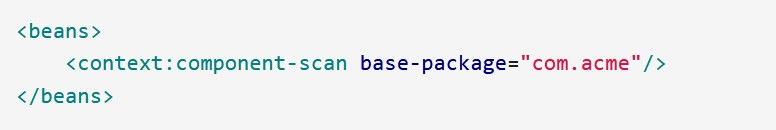 <beans>
    <context:component-scan base-package="com.acme"/>
</beans>